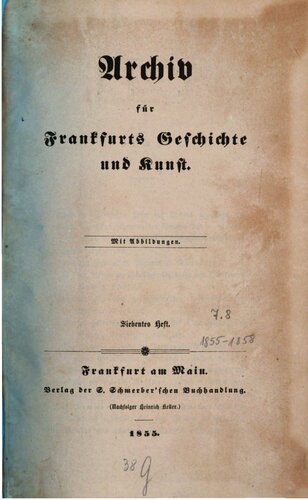 Archiv
für
Frankfurts Geschichte
und Kunst.
Mit Abbildungen.
Siebentes Heft.
7.8
1855-1858
Frankfurt am Main.
Verlag der S. Schmerber'schen Buchhandlung.
(Nachfolger Heinrich Keller.)
1855.
38 g